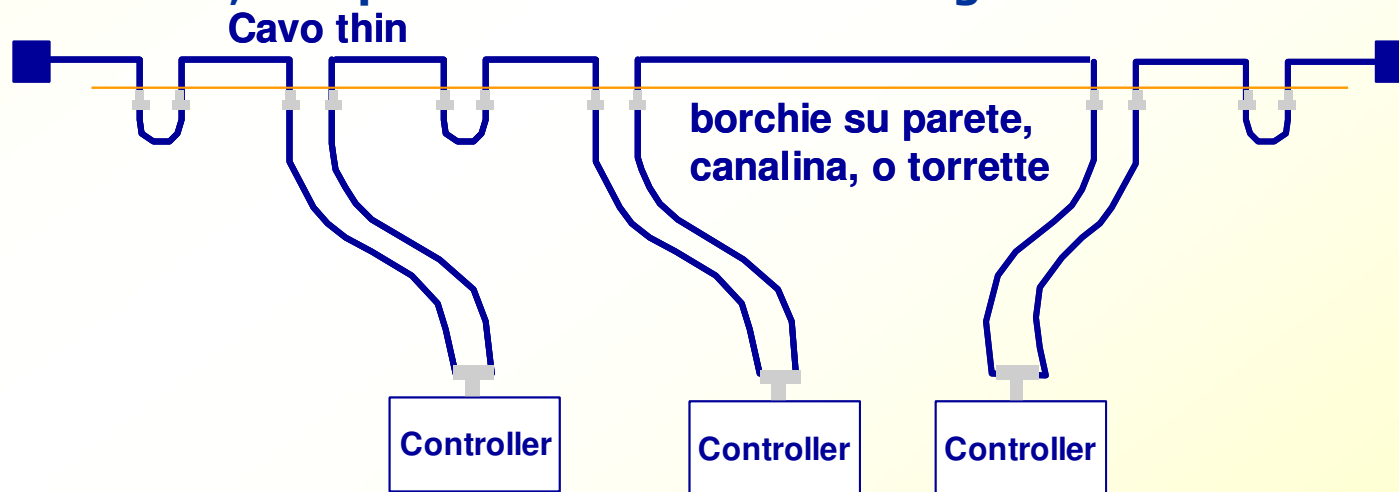 Cavo thin
borchie su parete,
canalina, o torrette
Controller
Controller
Controller